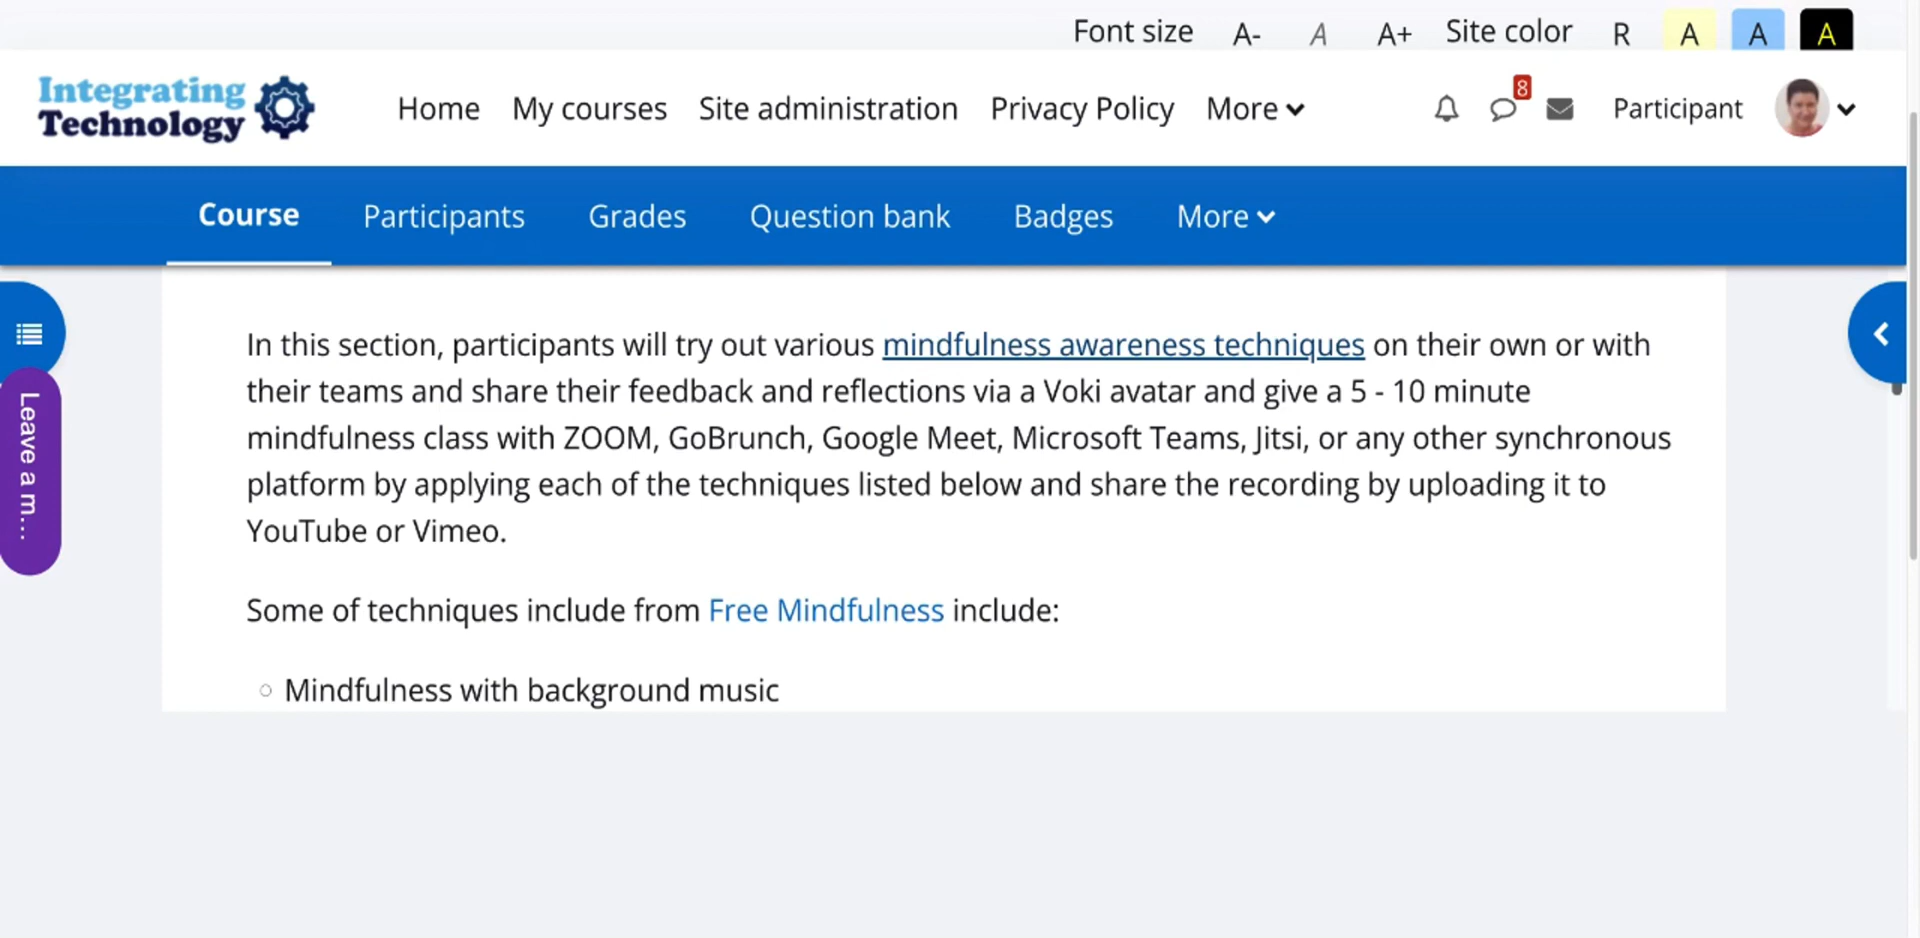 Font size A- A A+ Site color R A A A
Integrating
Technology
Home My courses Site administration Privacy Policy More 8 Participant
Course Participants Grades Question bank Badges More
Leave a m...
In this section, participants will try out various mindfulness awareness techniques on their own or with
their teams and share their feedback and reflections via a Voki avatar and give a 5 - 10 minute
mindfulness class with ZOOM, GoBrunch, Google Meet, Microsoft Teams, Jitsi, or any other synchronous
platform by applying each of the techniques listed below and share the recording by uploading it to
YouTube or Vimeo.
Some of techniques include from Free Mindfulness include:
Mindfulness with background music